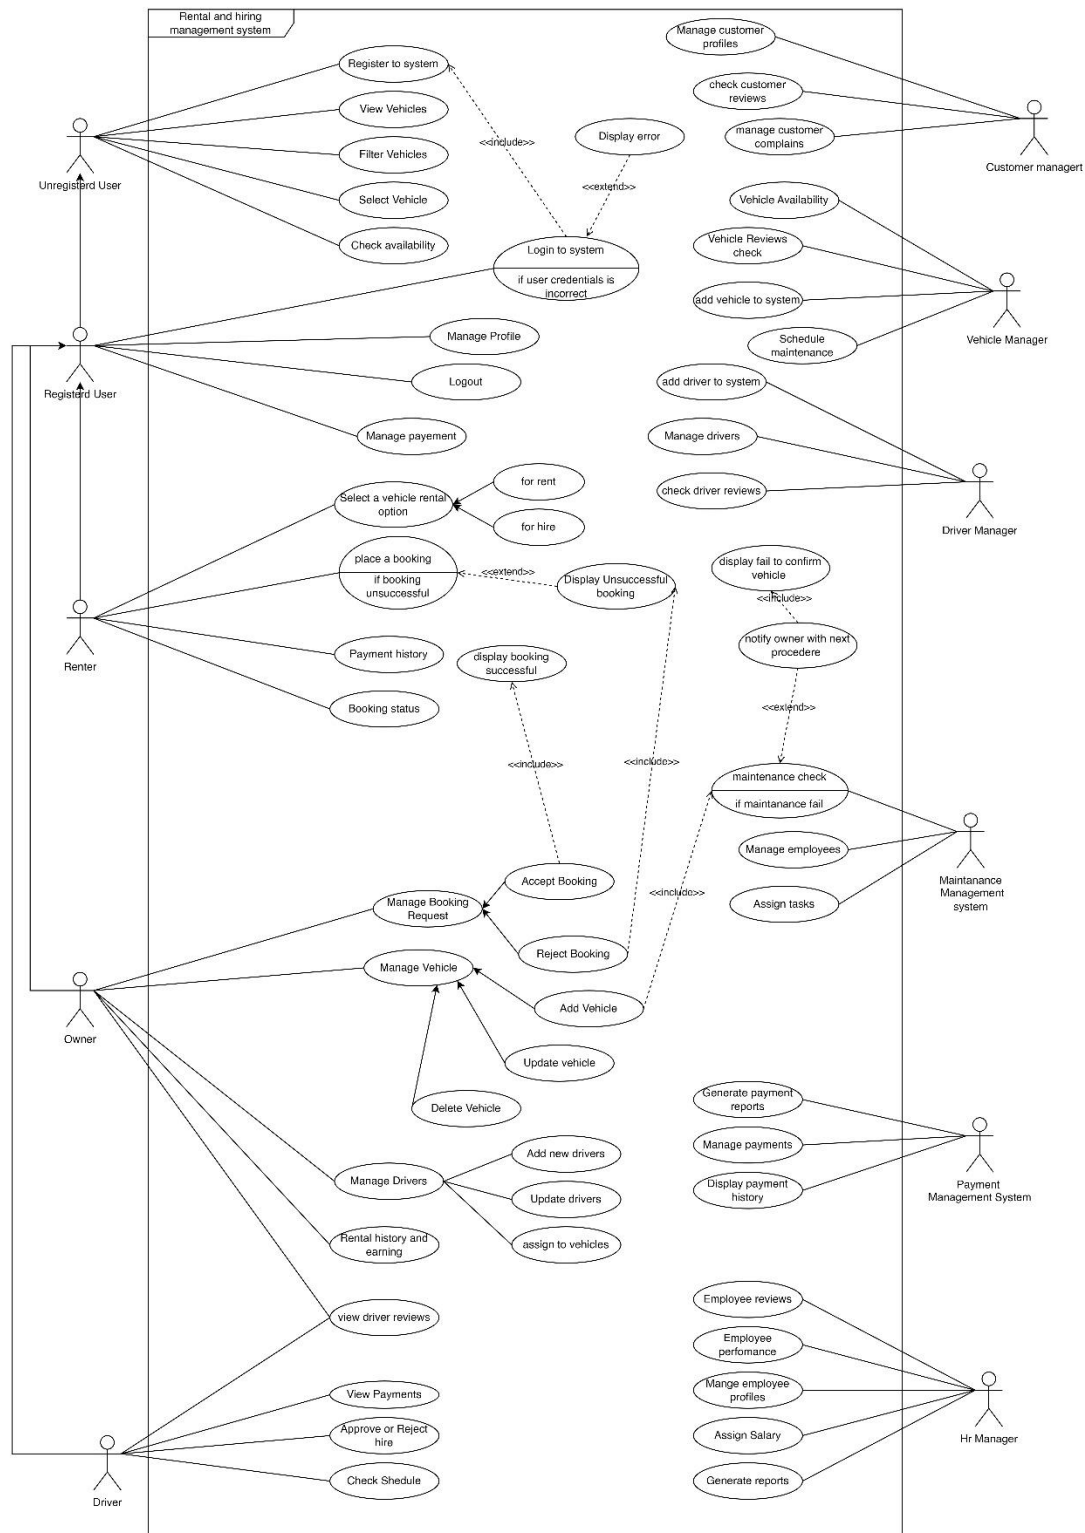 Rental and hiring
management system
Register to system
View Vehicles
Filter Vehicles
Select Vehicle
Check availability
Unregisterd User
<<include>>
Display error
<<extend>>
Login to system
if user credentials is
incorrect
Manage Profile
Logout
Manage payement
Registerd User
Select a vehicle rental
option
for rent
for hire
place a booking
if booking
unsuccessful
<<extend>>
Display Unsuccessful
booking
Payment history
Booking status
Renter
display booking
successful
<<include>>
<<include>>
Accept Booking
Manage Booking
Request
Reject Booking
Manage Vehicle
Add Vehicle
<<include>>
Update vehicle
Delete Vehicle
Owner
Manage Drivers
Add new drivers
Update drivers
assign to vehicles
Rental history and
earning
view driver reviews
View Payments
Approve or Reject
hire
Check Shedule
Driver
Manage customer
profiles
check customer
reviews
manage customer
complains
Customer managert
Vehicle Availability
Vehicle Reviews
check
add vehicle to system
Schedule
maintenance
Vehicle Manager
add driver to system
Manage drivers
check driver reviews
Driver Manager
display fail to confirm
vehicle
<<include>>
notify owner with next
procedere
<<extend>>
maintenance check
if maintanance fail
Manage employees
Assign tasks
Maintanance
Management
system
Generate payment
reports
Manage payments
Display payment
history
Payment
Management System
Employee reviews
Employee
perfomance
Mange employee
profiles
Assign Salary
Generate reports
Hr Manager